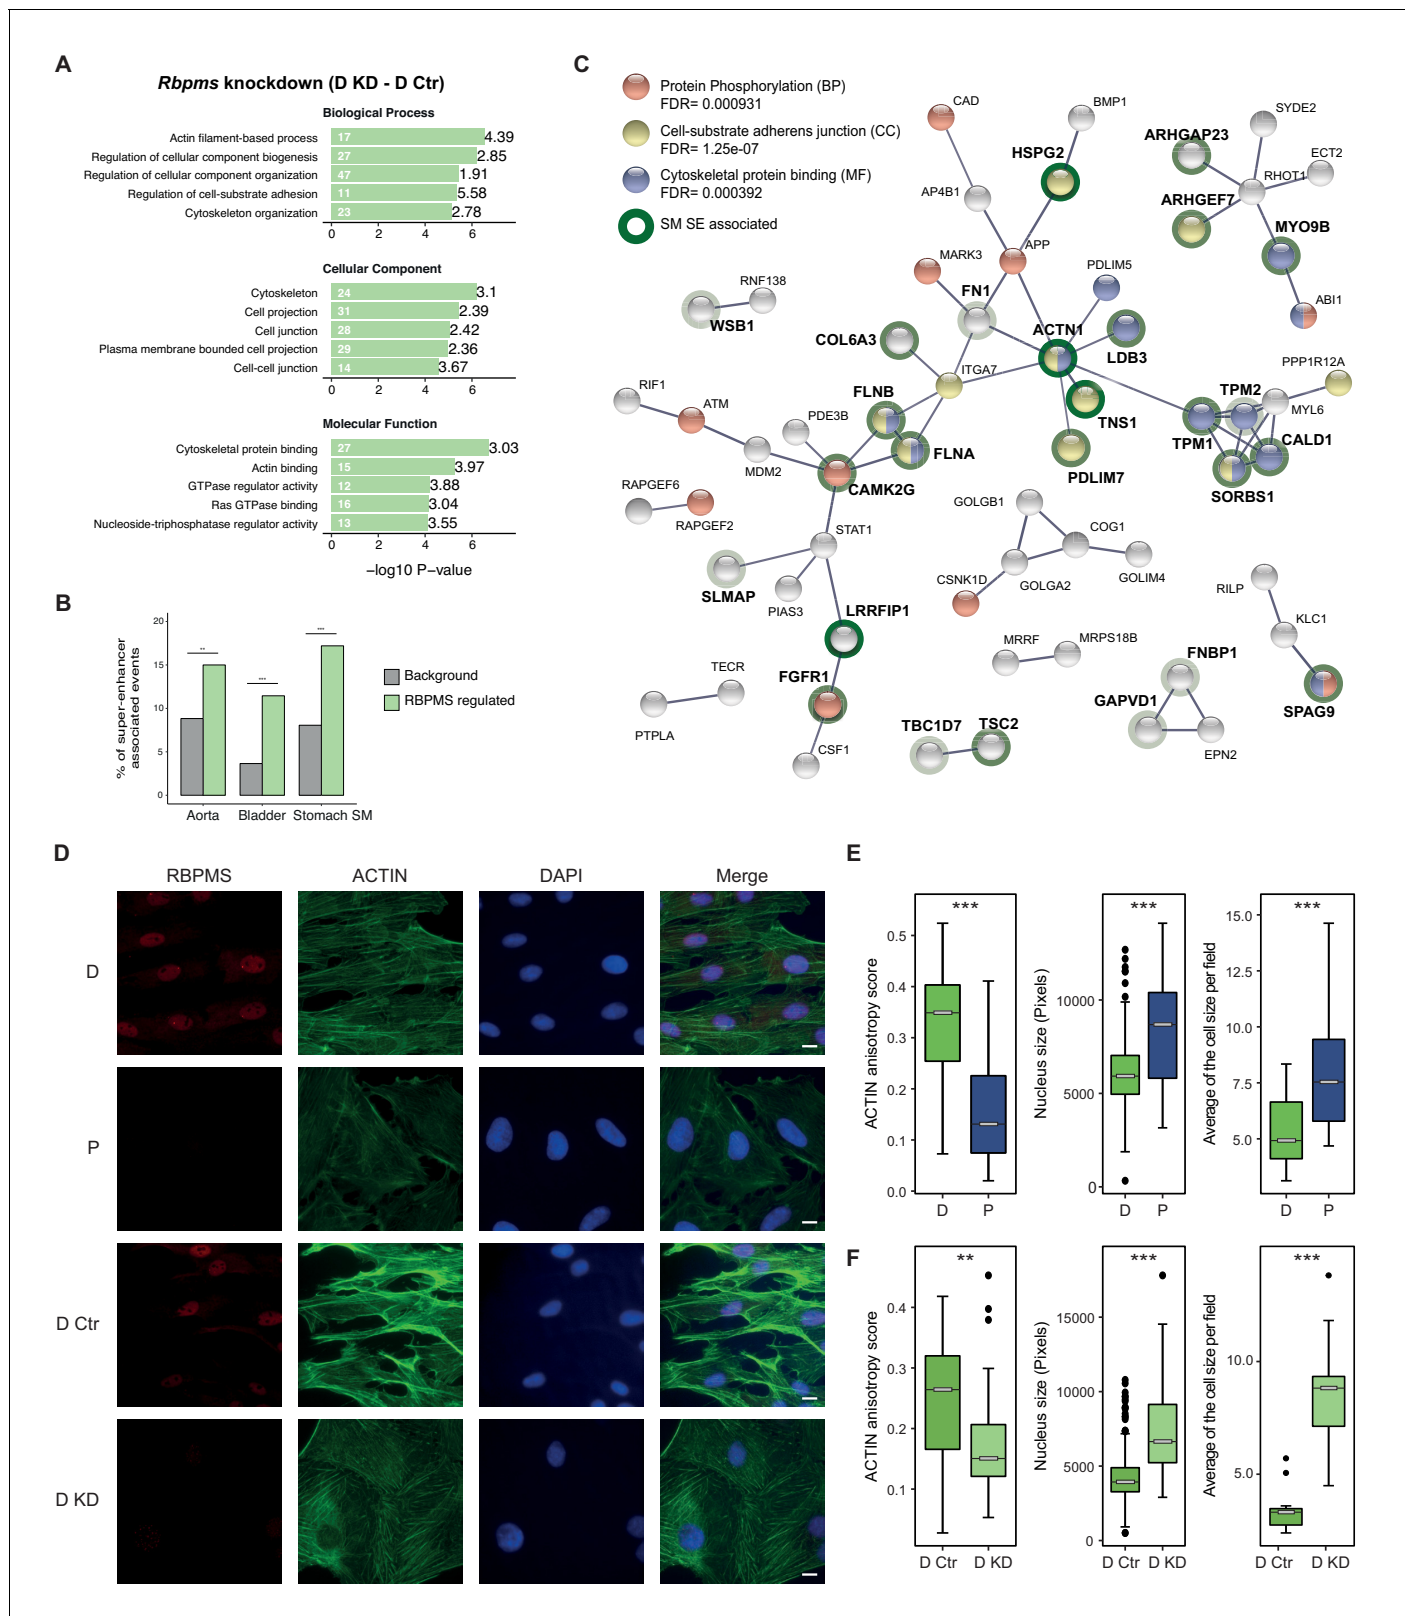 A
Rbpms knockdown (D KD - D Ctr)
Biological Process
Actin filament-based process 17 4.39
Regulation of cellular component biogenesis 27 2.85
Regulation of cellular component organization 47 1.91
Regulation of cell-substrate adhesion 11 5.58
Cytoskeleton organization 23 2.78
0 2 4 6
Cellular Component
Cytoskeleton 24 3.1
Cell projection 31 2.39
Cell junction 28 2.42
Plasma membrane bounded cell projection 29 2.36
Cell-cell junction 14 3.67
0 2 4 6
Molecular Function
Cytoskeletal protein binding 27 3.03
Actin binding 15 3.97
GTPase regulator activity 12 3.88
Ras GTPase binding 16 3.04
Nucleoside-triphosphatase regulator activity 13 3.55
0 2 4 6
−log10 P−value
B
% of super-enhancer
associated events
20
15
10
5
0
**
***
***
Aorta Bladder Stomach SM
Background
RBPMS regulated
C
Protein Phosphorylation (BP)
FDR= 0.000931
Cell-substrate adherens junction (CC)
FDR= 1.25e-07
Cytoskeletal protein binding (MF)
FDR= 0.000392
SM SE associated
CAD
BMP1
SYDE2
ARHGAP23
ECT2
HSPG2
RHOT1
AP4B1
ARHGEF7
MYO9B
APP
MARK3
PDLIM5
RNF138
FN1
ABI1
WSB1
ACTN1
COL6A3
LDB3
PPP1R12A
ITGA7
RIF1
TPM2
ATM
FLNB
TNS1
MYL6
PDE3B
TPM1
CALD1
MDM2
FLNA
PDLIM7
CAMK2G
SORBS1
RAPGEF6
GOLGB1
RAPGEF2
STAT1
COG1
CSNK1D
GOLGA2
GOLIM4
SLMAP
PIAS3
RILP
LRRFIP1
KLC1
MRRF
MRPS18B
FNBP1
TECR
FGFR1
GAPVD1
SPAG9
PTPLA
TBC1D7
TSC2
CSF1
EPN2
D
RBPMS ACTIN DAPI Merge
D
P
D Ctr
D KD
E
ACTIN anisotropy score
0.5
0.4
0.3
0.2
0.1
0.0
***
D P
Nucleus size (Pixels)
10000
5000
0
***
D P
Average of the cell size per field
15.0
12.5
10.0
7.5
5.0
***
D P
F
ACTIN anisotropy score
0.4
0.3
0.2
0.1
**
D Ctr D KD
Nucleus size (Pixels)
15000
10000
5000
0
***
D Ctr D KD
Average of the cell size per field
10.0
5.0
***
D Ctr D KD